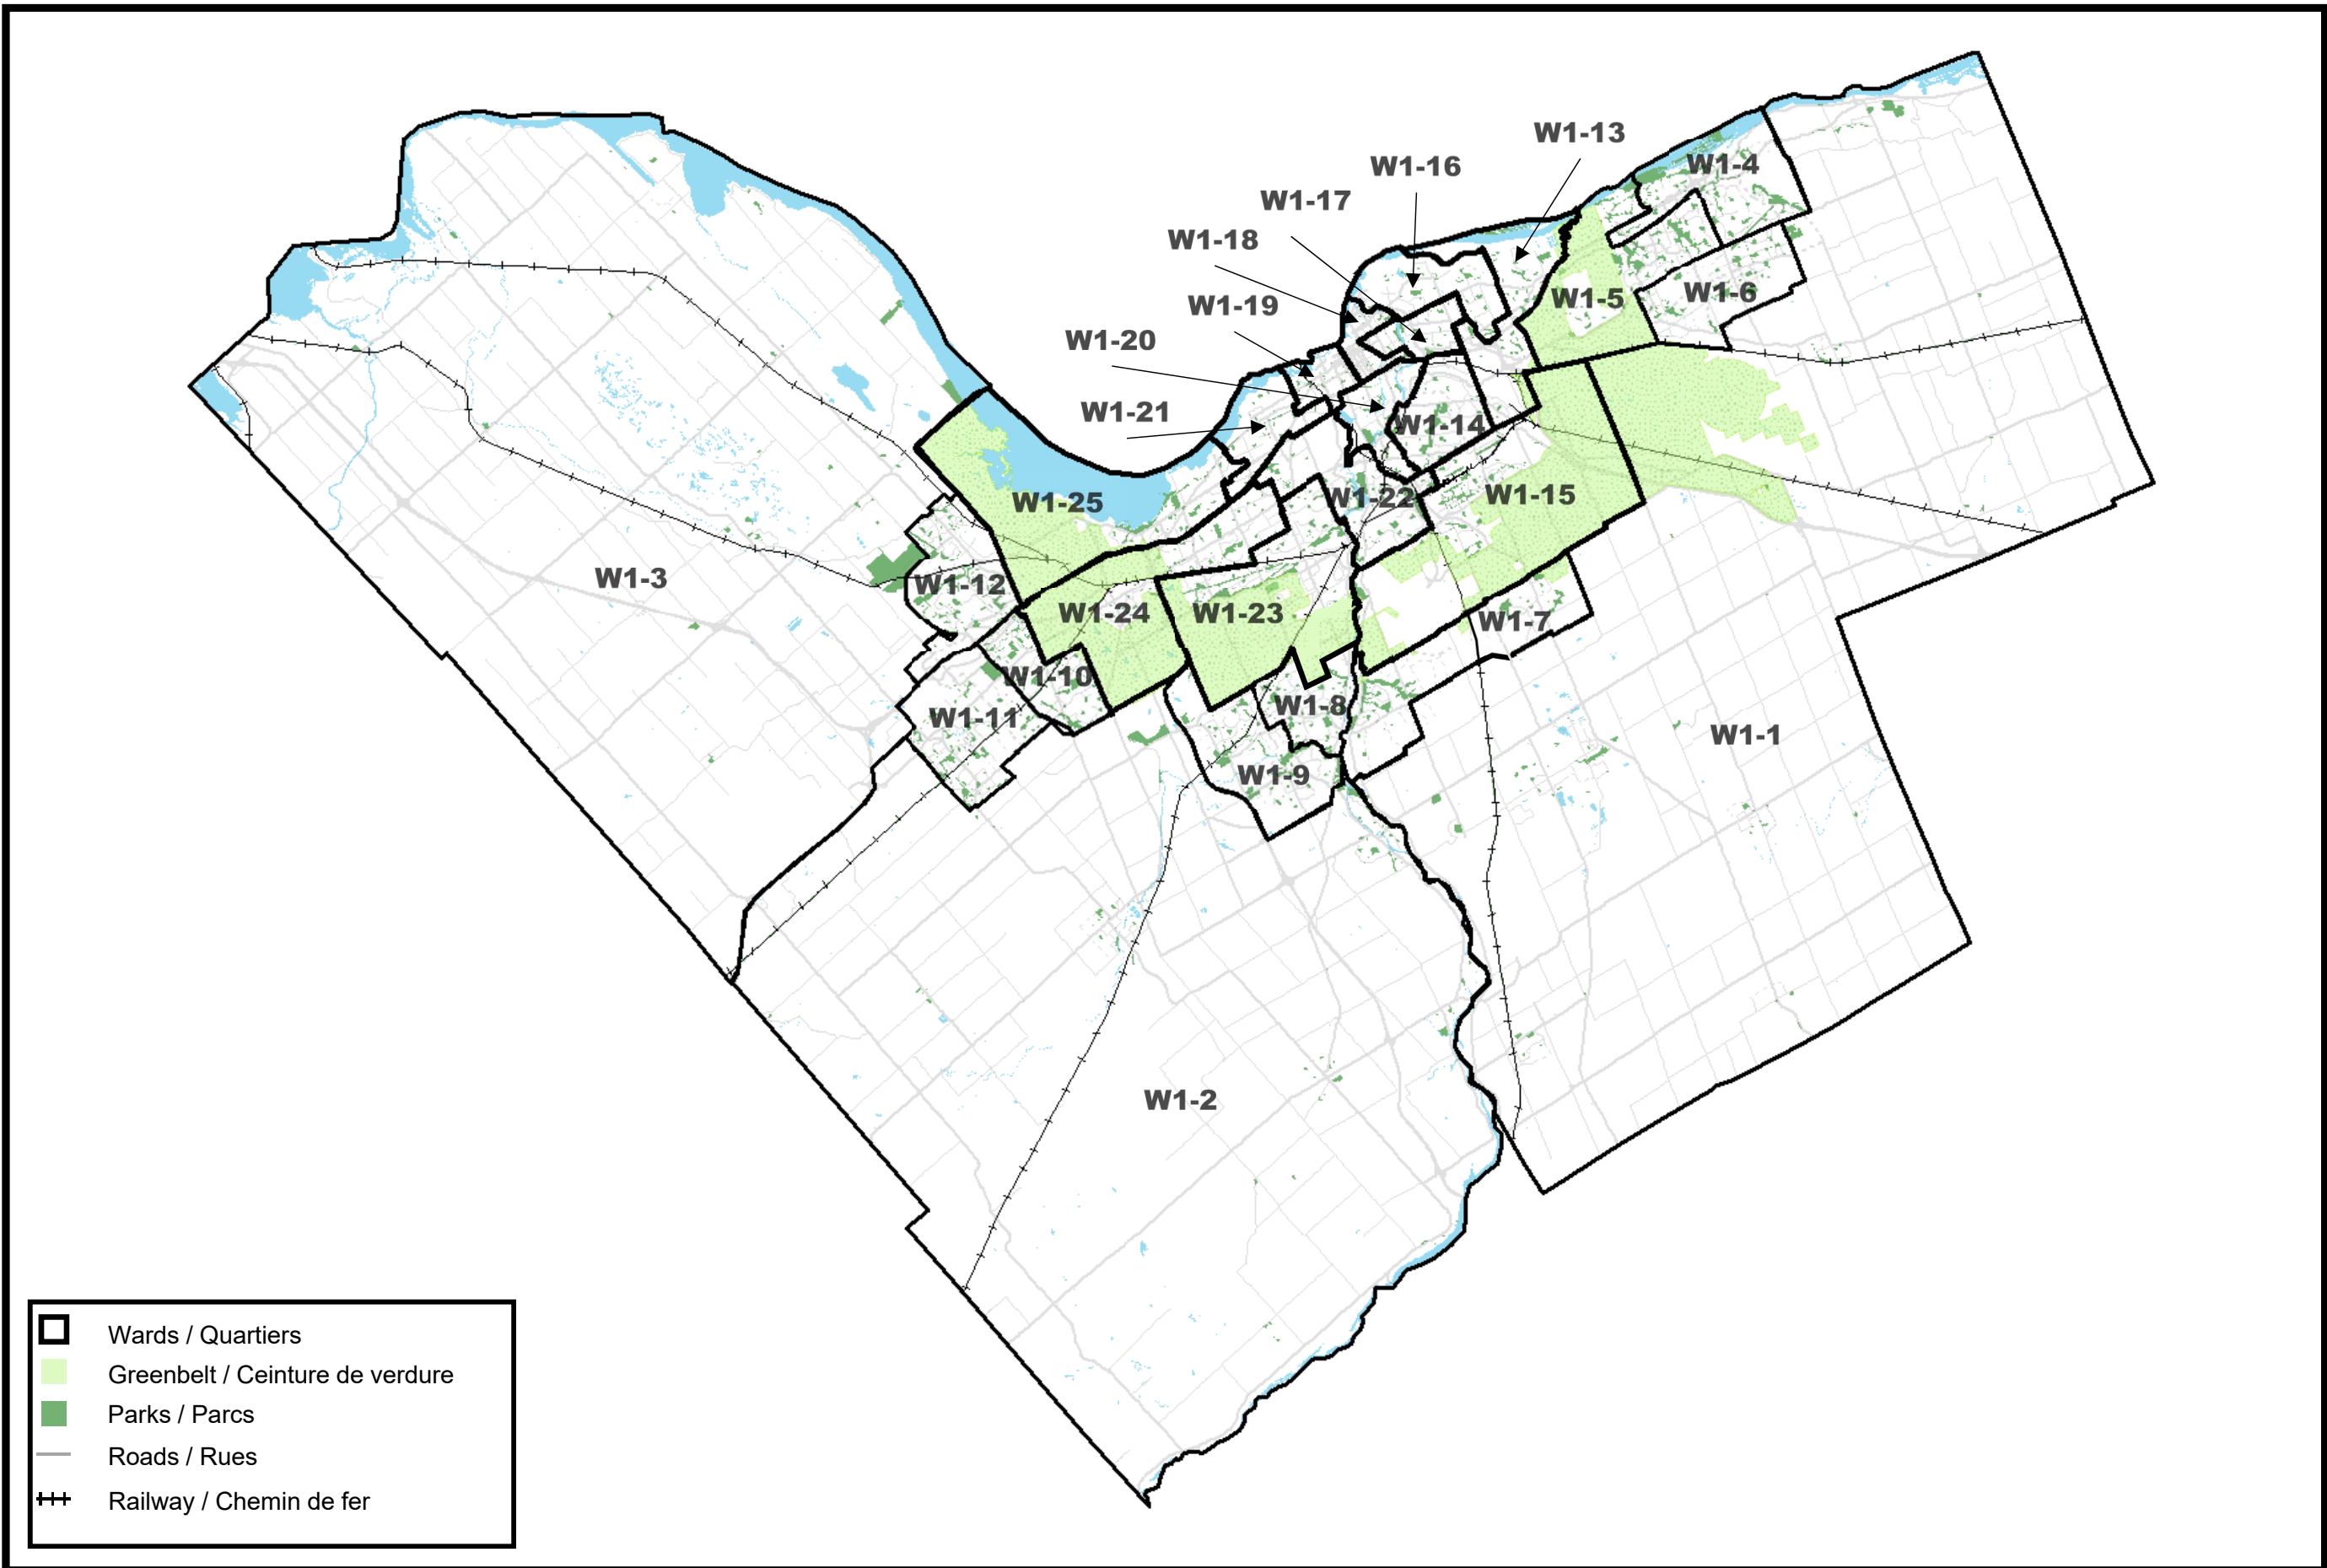 W1-13
W1-16
W1-4
W1-17
W1-18
W1-6
W1-5
W1-19
W1-20
W1-21
W1-14
W1-25
W1-22
W1-15
W1-3
W1-12
W1-24
W1-23
W1-7
W1-10
W1-8
W1-11
W1-1
W1-9
W1-2
Wards / Quartiers
Greenbelt / Ceinture de verdure
Parks / Parcs
Roads / Rues
Railway / Chemin de fer